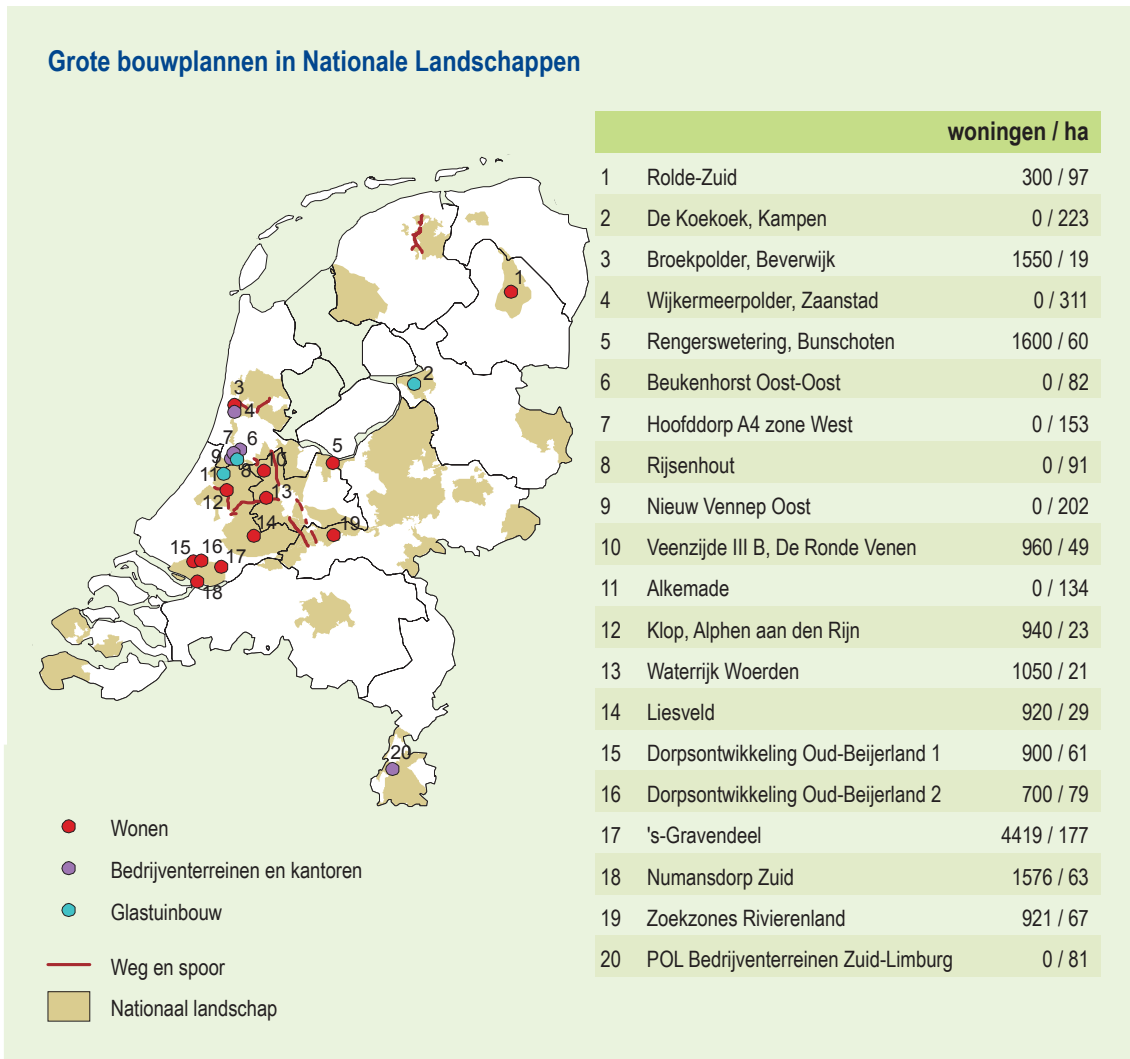 Grote bouwplannen in Nationale Landschappen
woningen / ha
1 Rolde-Zuid 300 / 97
2 De Koekoek, Kampen 0 / 223
3 Broekpolder, Beverwijk 1550 / 19
4 Wijkermeerpolder, Zaanstad 0 / 311
5 Rengerswetering, Bunschoten 1600 / 60
6 Beukenhorst Oost-Oost 0 / 82
7 Hoofddorp A4 zone West 0 / 153
8 Rijsenhout 0 / 91
9 Nieuw Vennep Oost 0 / 202
10 Veenzijde III B, De Ronde Venen 960 / 49
11 Alkemade 0 / 134
12 Klop, Alphen aan den Rijn 940 / 23
13 Waterrijk Woerden 1050 / 21
14 Liesveld 920 / 29
15 Dorpsontwikkeling Oud-Beijerland 1 900 / 61
16 Dorpsontwikkeling Oud-Beijerland 2 700 / 79
17 's-Gravendeel 4419 / 177
18 Numansdorp Zuid 1576 / 63
19 Zoekzones Rivierenland 921 / 67
20 POL Bedrijventerreinen Zuid-Limburg 0 / 81
1
2
3
4
7 6
5
9
8 10
11
12
13
14
19
15 16
17
18
20
Wonen
Bedrijventerreinen en kantoren
Glastuinbouw
Weg en spoor
Nationaal landschap